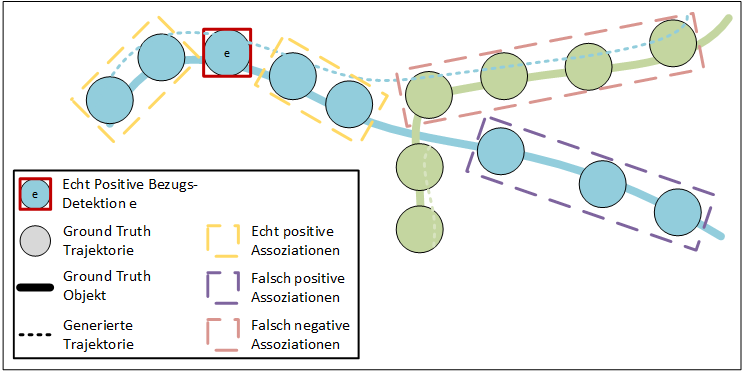 e
e
Echt Positive Bezugs-
Detektion e
Ground Truth
Trajektorie
Ground Truth
Objekt
Generierte
Trajektorie
Echt positive
Assoziationen
Falsch positive
Assoziationen
Falsch negative
Assoziationen